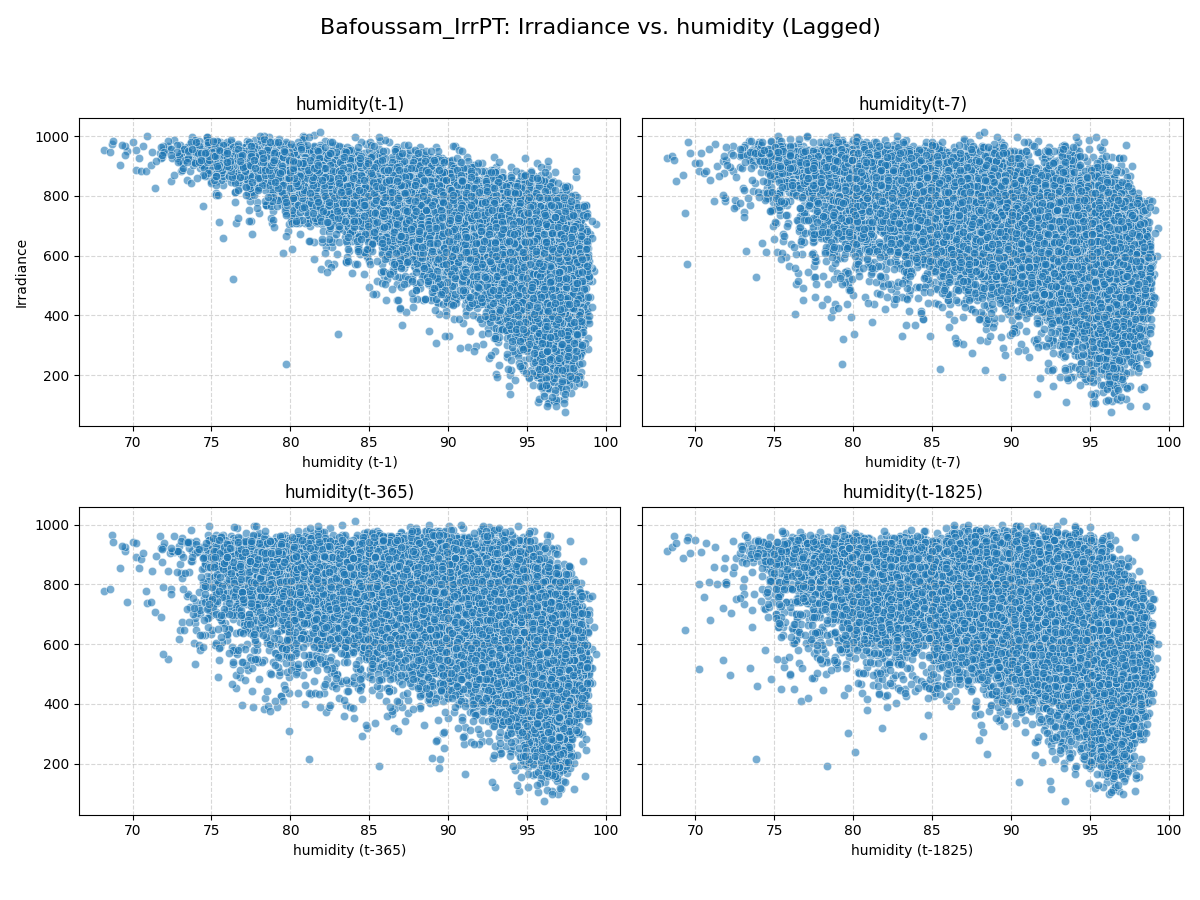 Bafoussam_IrrPT: Irradiance vs. humidity (Lagged)
humidity(t-1)
1000
800
600
400
200
Irradiance
70 75 80 85 90 95 100
humidity (t-1)
humidity(t-7)
70 75 80 85 90 95 100
humidity (t-7)
humidity(t-365)
1000
800
600
400
200
70 75 80 85 90 95 100
humidity (t-365)
humidity(t-1825)
70 75 80 85 90 95 100
humidity (t-1825)